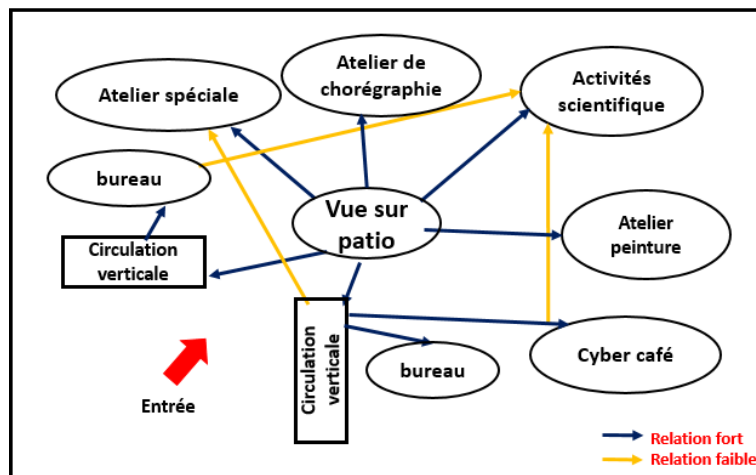 Atelier spéciale
Atelier de
chorégraphie
Activités
scientifique
bureau
Vue sur
patio
Atelier
peinture
Circulation
verticale
Circulation
verticale
bureau
Cyber café
Entrée
Relation fort
Relation faible